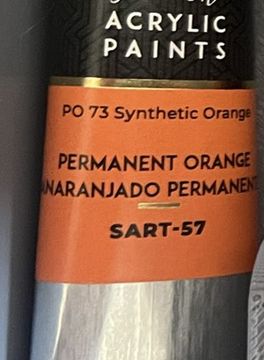 ACRYLIC
PAINTS
PO 73 Synthetic Orange
PERMANENT ORANGE
NARANJADO PERMANENT
SART-57